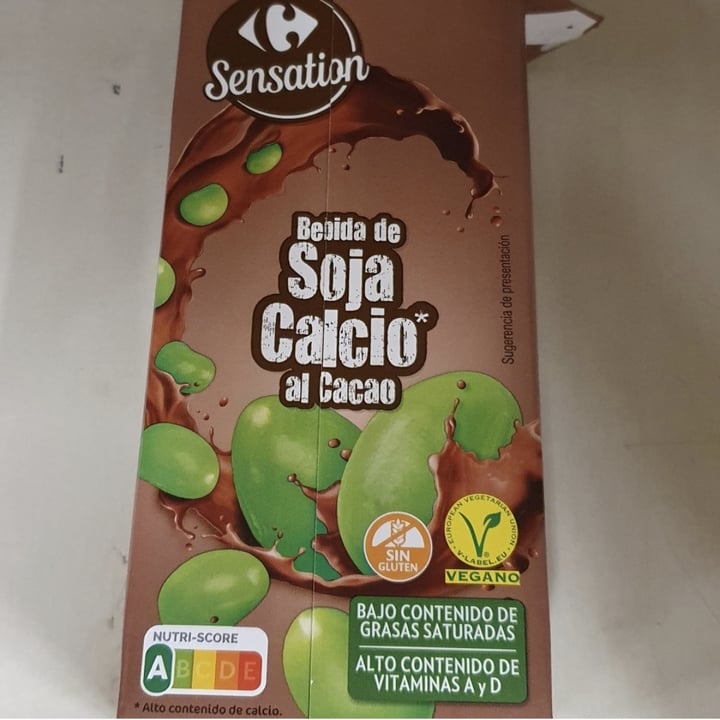 Sensation
Bebida de
Soja
Calcio*
al Cacao
Sugerencia de presentación
SIN
GLUTEN
EUROPEAN VEGETARIAN UNION
V-LABEL.EU
VEGANO
BAJO CONTENIDO DE
GRASAS SATURADAS
ALTO CONTENIDO DE
VITAMINAS A y D
NUTRI-SCORE
A B C D E
* Alto contenido de calcio.